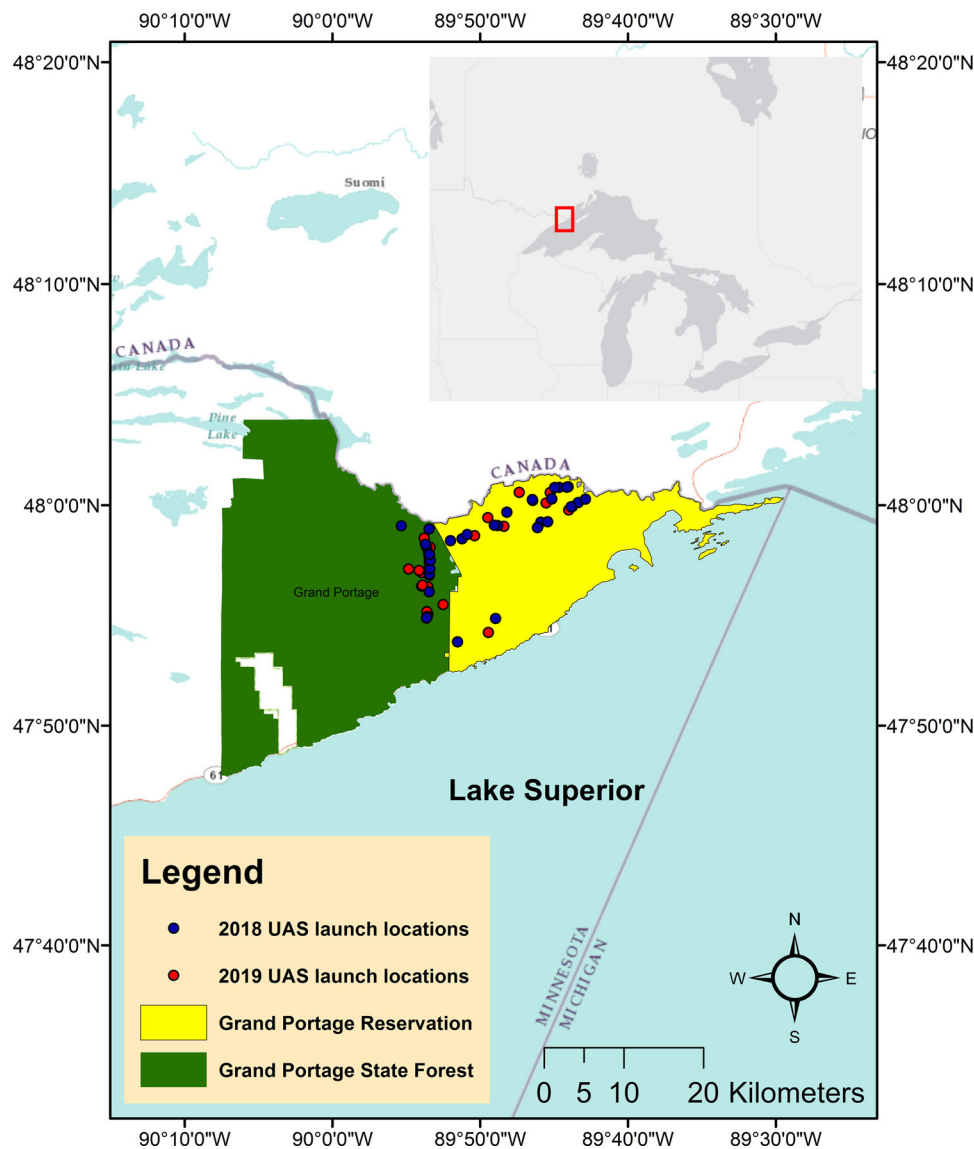 90°10'0"W 90°0'0"W 89°50'0"W 89°40'0"W 89°30'0"W
48°20'0"N 48°20'0"N
Suomi
48°10'0"N 48°10'0"N
CANADA
Lake
Pine
Lake
CANADA
48°0'0"N 48°0'0"N
Grand Portage
47°50'0"N 47°50'0"N
61
Lake Superior
Legend
2018 UAS launch locations
2019 UAS launch locations
Grand Portage Reservation
Grand Portage State Forest
47°40'0"N 47°40'0"N
MINNESOTA
MICHIGAN
N
W E
S
0 5 10 20 Kilometers
90°10'0"W 90°0'0"W 89°50'0"W 89°40'0"W 89°30'0"W